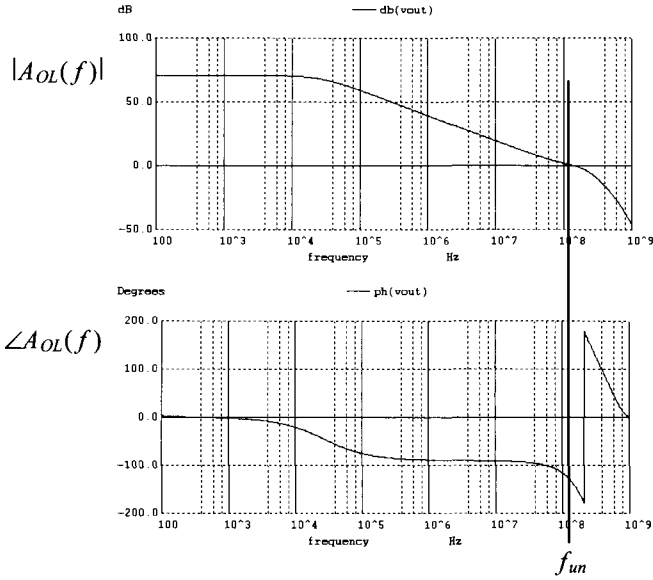 dB
db(vout)
|A_OL(f)|
100.0
50.0
0.0
-50.0
100 10^3 10^4 10^5 10^6 10^7 10^8 10^9
frequency Hz
Degrees
ph(vout)
∠A_OL(f)
200.0
100.0
0.0
-100.0
-200.0
100 10^3 10^4 10^5 10^6 10^7 10^8 10^9
frequency Hz
f_un